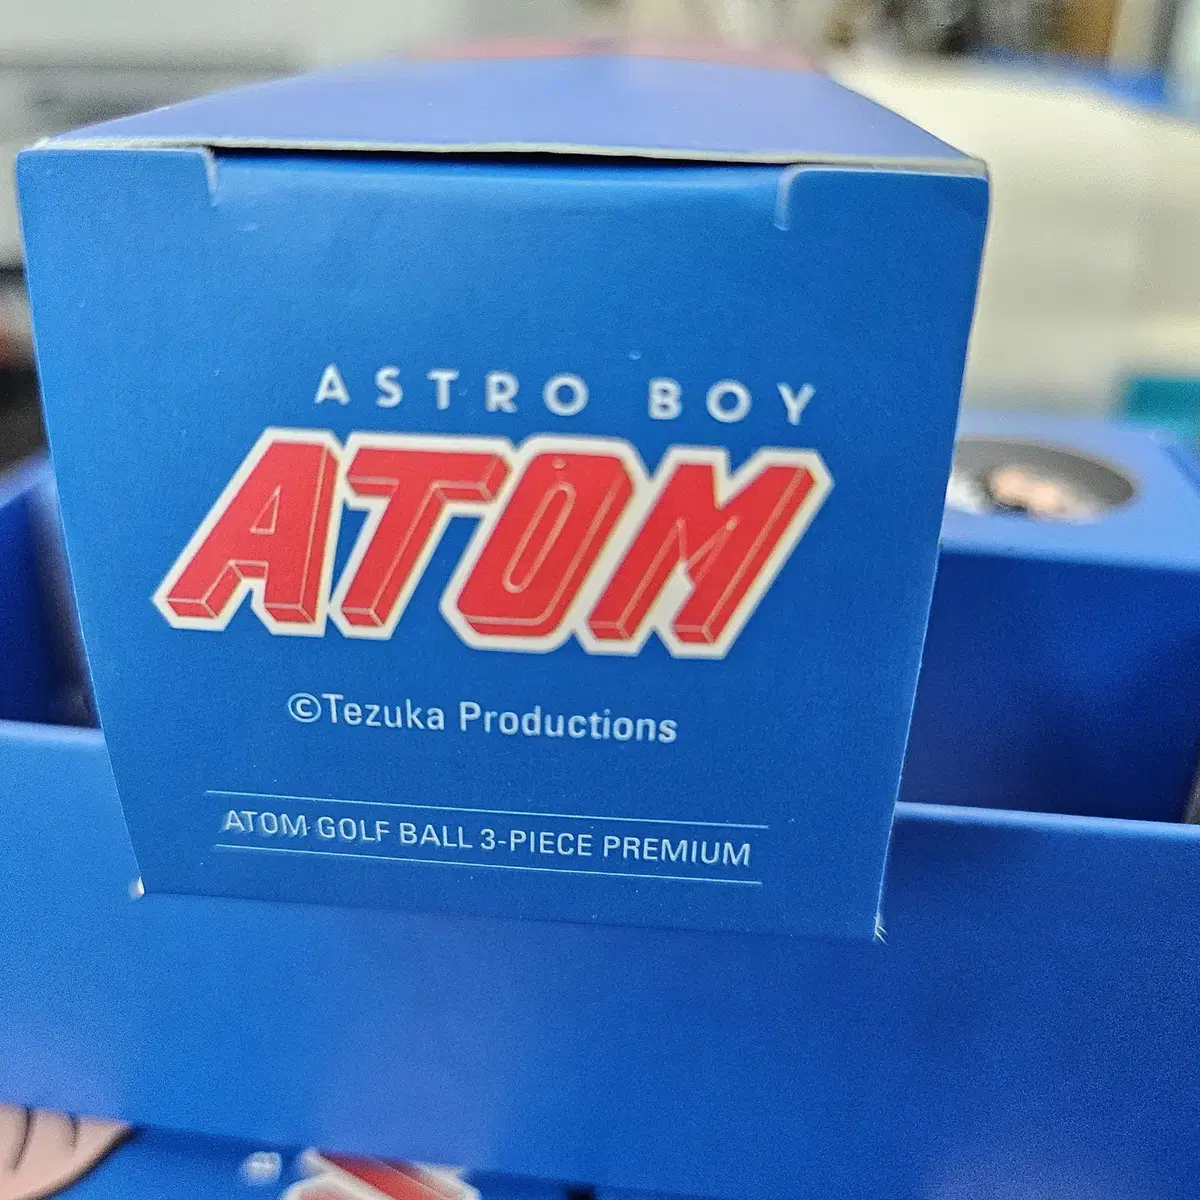 ASTRO BOY
ATOM
©Tezuka Productions
ATOM GOLF BALL 3-PIECE PREMIUM